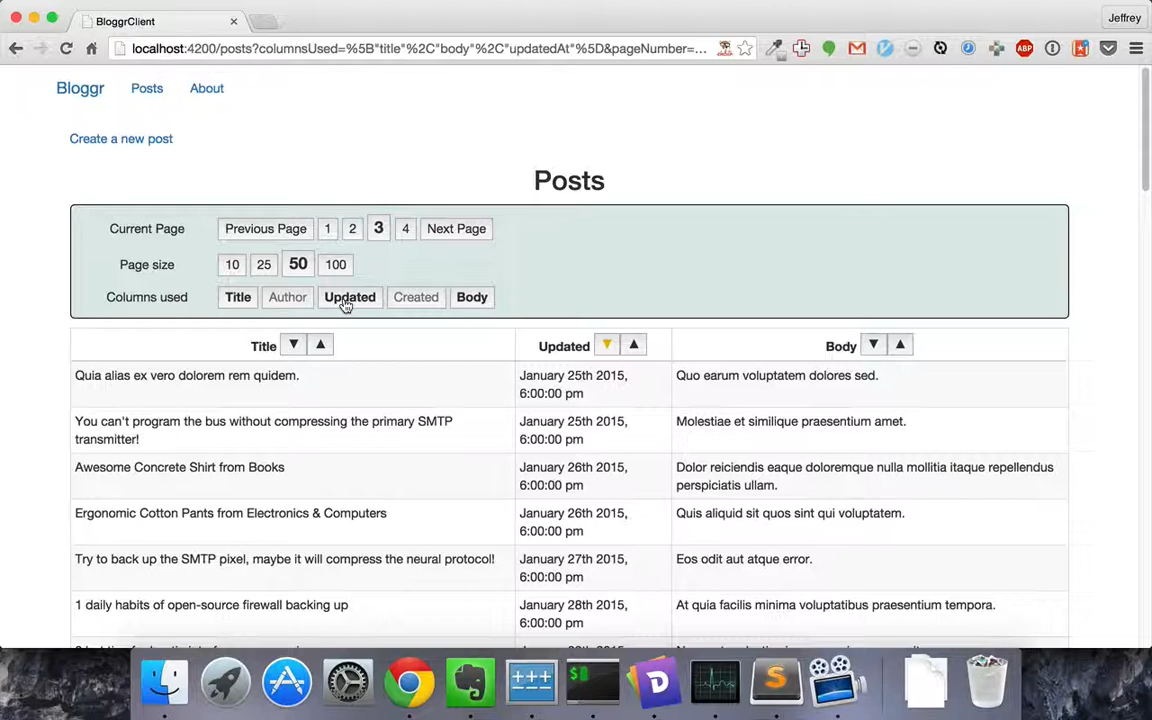 BloggrClient
Jeffrey
localhost:4200/posts?columnsUsed=%5B"title"%2C"body"%2C"updatedAt"%5D&pageNumber=...
ABP
Bloggr Posts About
Create a new post
Posts
Current Page Previous Page 1 2 3 4 Next Page
Page size 10 25 50 100
Columns used Title Author Updated Created Body
Title ▼ ▲ Updated ▼ ▲ Body ▼ ▲
Quia alias ex vero dolorem rem quidem. January 25th 2015, Quo earum voluptatem dolores sed.
6:00:00 pm
You can't program the bus without compressing the primary SMTP January 25th 2015, Molestiae et similique praesentium amet.
transmitter! 6:00:00 pm
Awesome Concrete Shirt from Books January 26th 2015, Dolor reiciendis eaque doloremque nulla mollitia itaque repellendus
6:00:00 pm perspiciatis ullam.
Ergonomic Cotton Pants from Electronics & Computers January 26th 2015, Quis aliquid sit quos sint qui voluptatem.
6:00:00 pm
Try to back up the SMTP pixel, maybe it will compress the neural protocol! January 27th 2015, Eos odit aut atque error.
6:00:00 pm
1 daily habits of open-source firewall backing up January 28th 2015, At quia facilis minima voluptatibus praesentium tempora.
6:00:00 pm